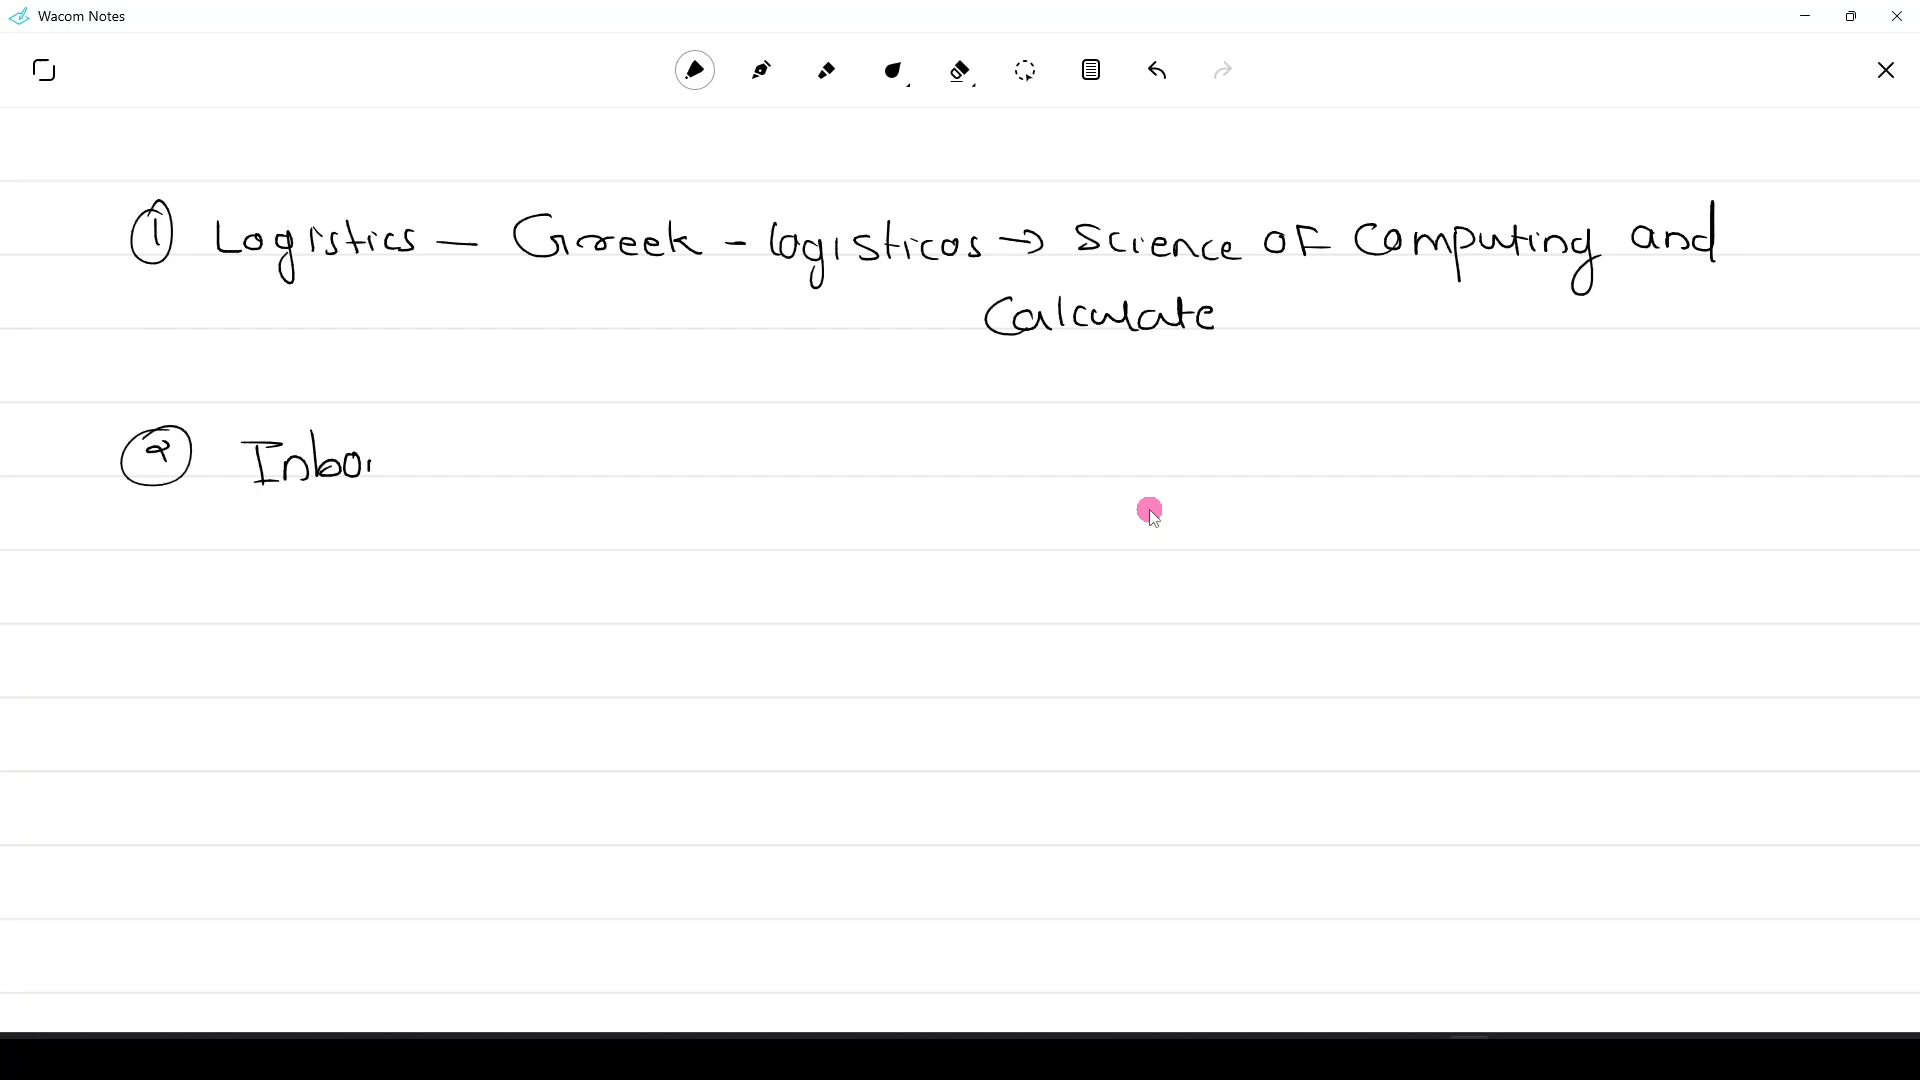 Wacom Notes
① Logistics — Greek - logisticos → Science of Computing and
Calculate
② Inbo